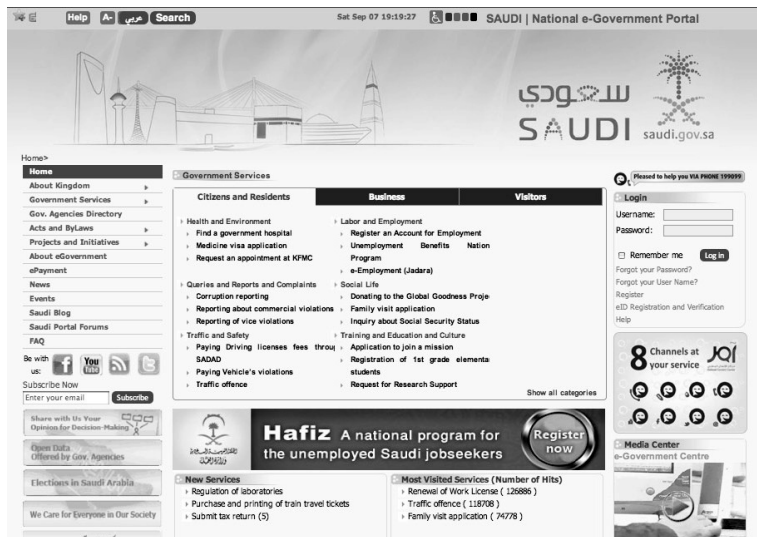 Help A- عربي Search
Sat Sep 07 19:19:27
SAUDI | National e-Government Portal
سعودي
SAUDI
saudi.gov.sa
Home>
Home
About Kingdom
Government Services
Gov. Agencies Directory
Acts and ByLaws
Projects and Initiatives
About eGovernment
ePayment
News
Events
Saudi Blog
Saudi Portal Forums
FAQ
Be with us:
You Tube
Subscribe Now
Enter your email Subscribe
Share with Us Your
Opinion for Decision-Making
Open Data
Offered by Gov. Agencies
Elections in Saudi Arabia
We Care for Everyone in Our Society
Government Services
Citizens and Residents Business Visitors
Health and Environment
Find a government hospital
Medicine visa application
Request an appointment at KFMC
Labor and Employment
Register an Account for Employment
Unemployment Benefits Nation
Program
e-Employment (Jadara)
Queries and Reports and Complaints
Corruption reporting
Reporting about commercial violations
Reporting of vice violations
Social Life
Donating to the Global Goodness Proje
Family visit application
Inquiry about Social Security Status
Traffic and Safety
Paying Driving licenses fees throug
SADAD
Paying Vehicle's violations
Traffic offence
Training and Education and Culture
Application to join a mission
Registration of 1st grade elementa
students
Request for Research Support
Show all categories
Hafiz A national program for
the unemployed Saudi jobseekers
Register
now
New Services
Regulation of laboratories
Purchase and printing of train travel tickets
Submit tax return (5)
Most Visited Services (Number of Hits)
Renewal of Work License ( 126886 )
Traffic offence ( 118708 )
Family visit application ( 74778 )
Pleased to help you VIA PHONE 199099
Login
Username:
Password:
Remember me Log in
Forgot your Password?
Forgot your User Name?
Register
eID Registration and Verification
Help
8 Channels at
your service
Media Center
e-Government Centre